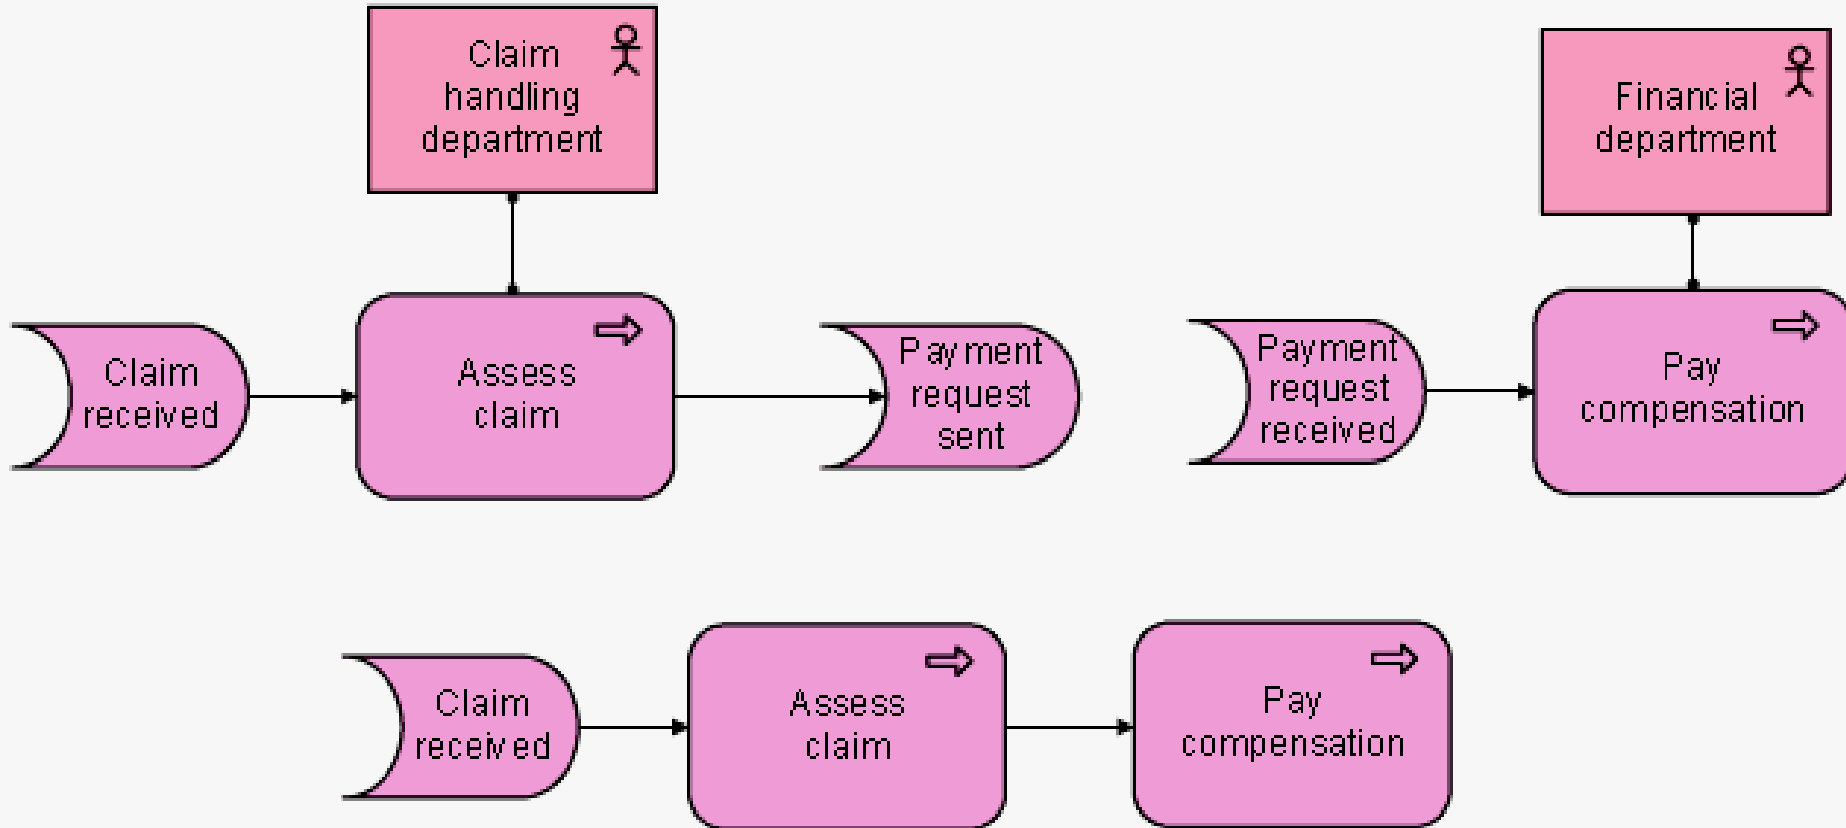 Claim
handling
department
Financial
department
Claim
received
Assess
claim
Payment
request
sent
Payment
request
received
Pay
compensation
Claim
received
Assess
claim
Pay
compensation